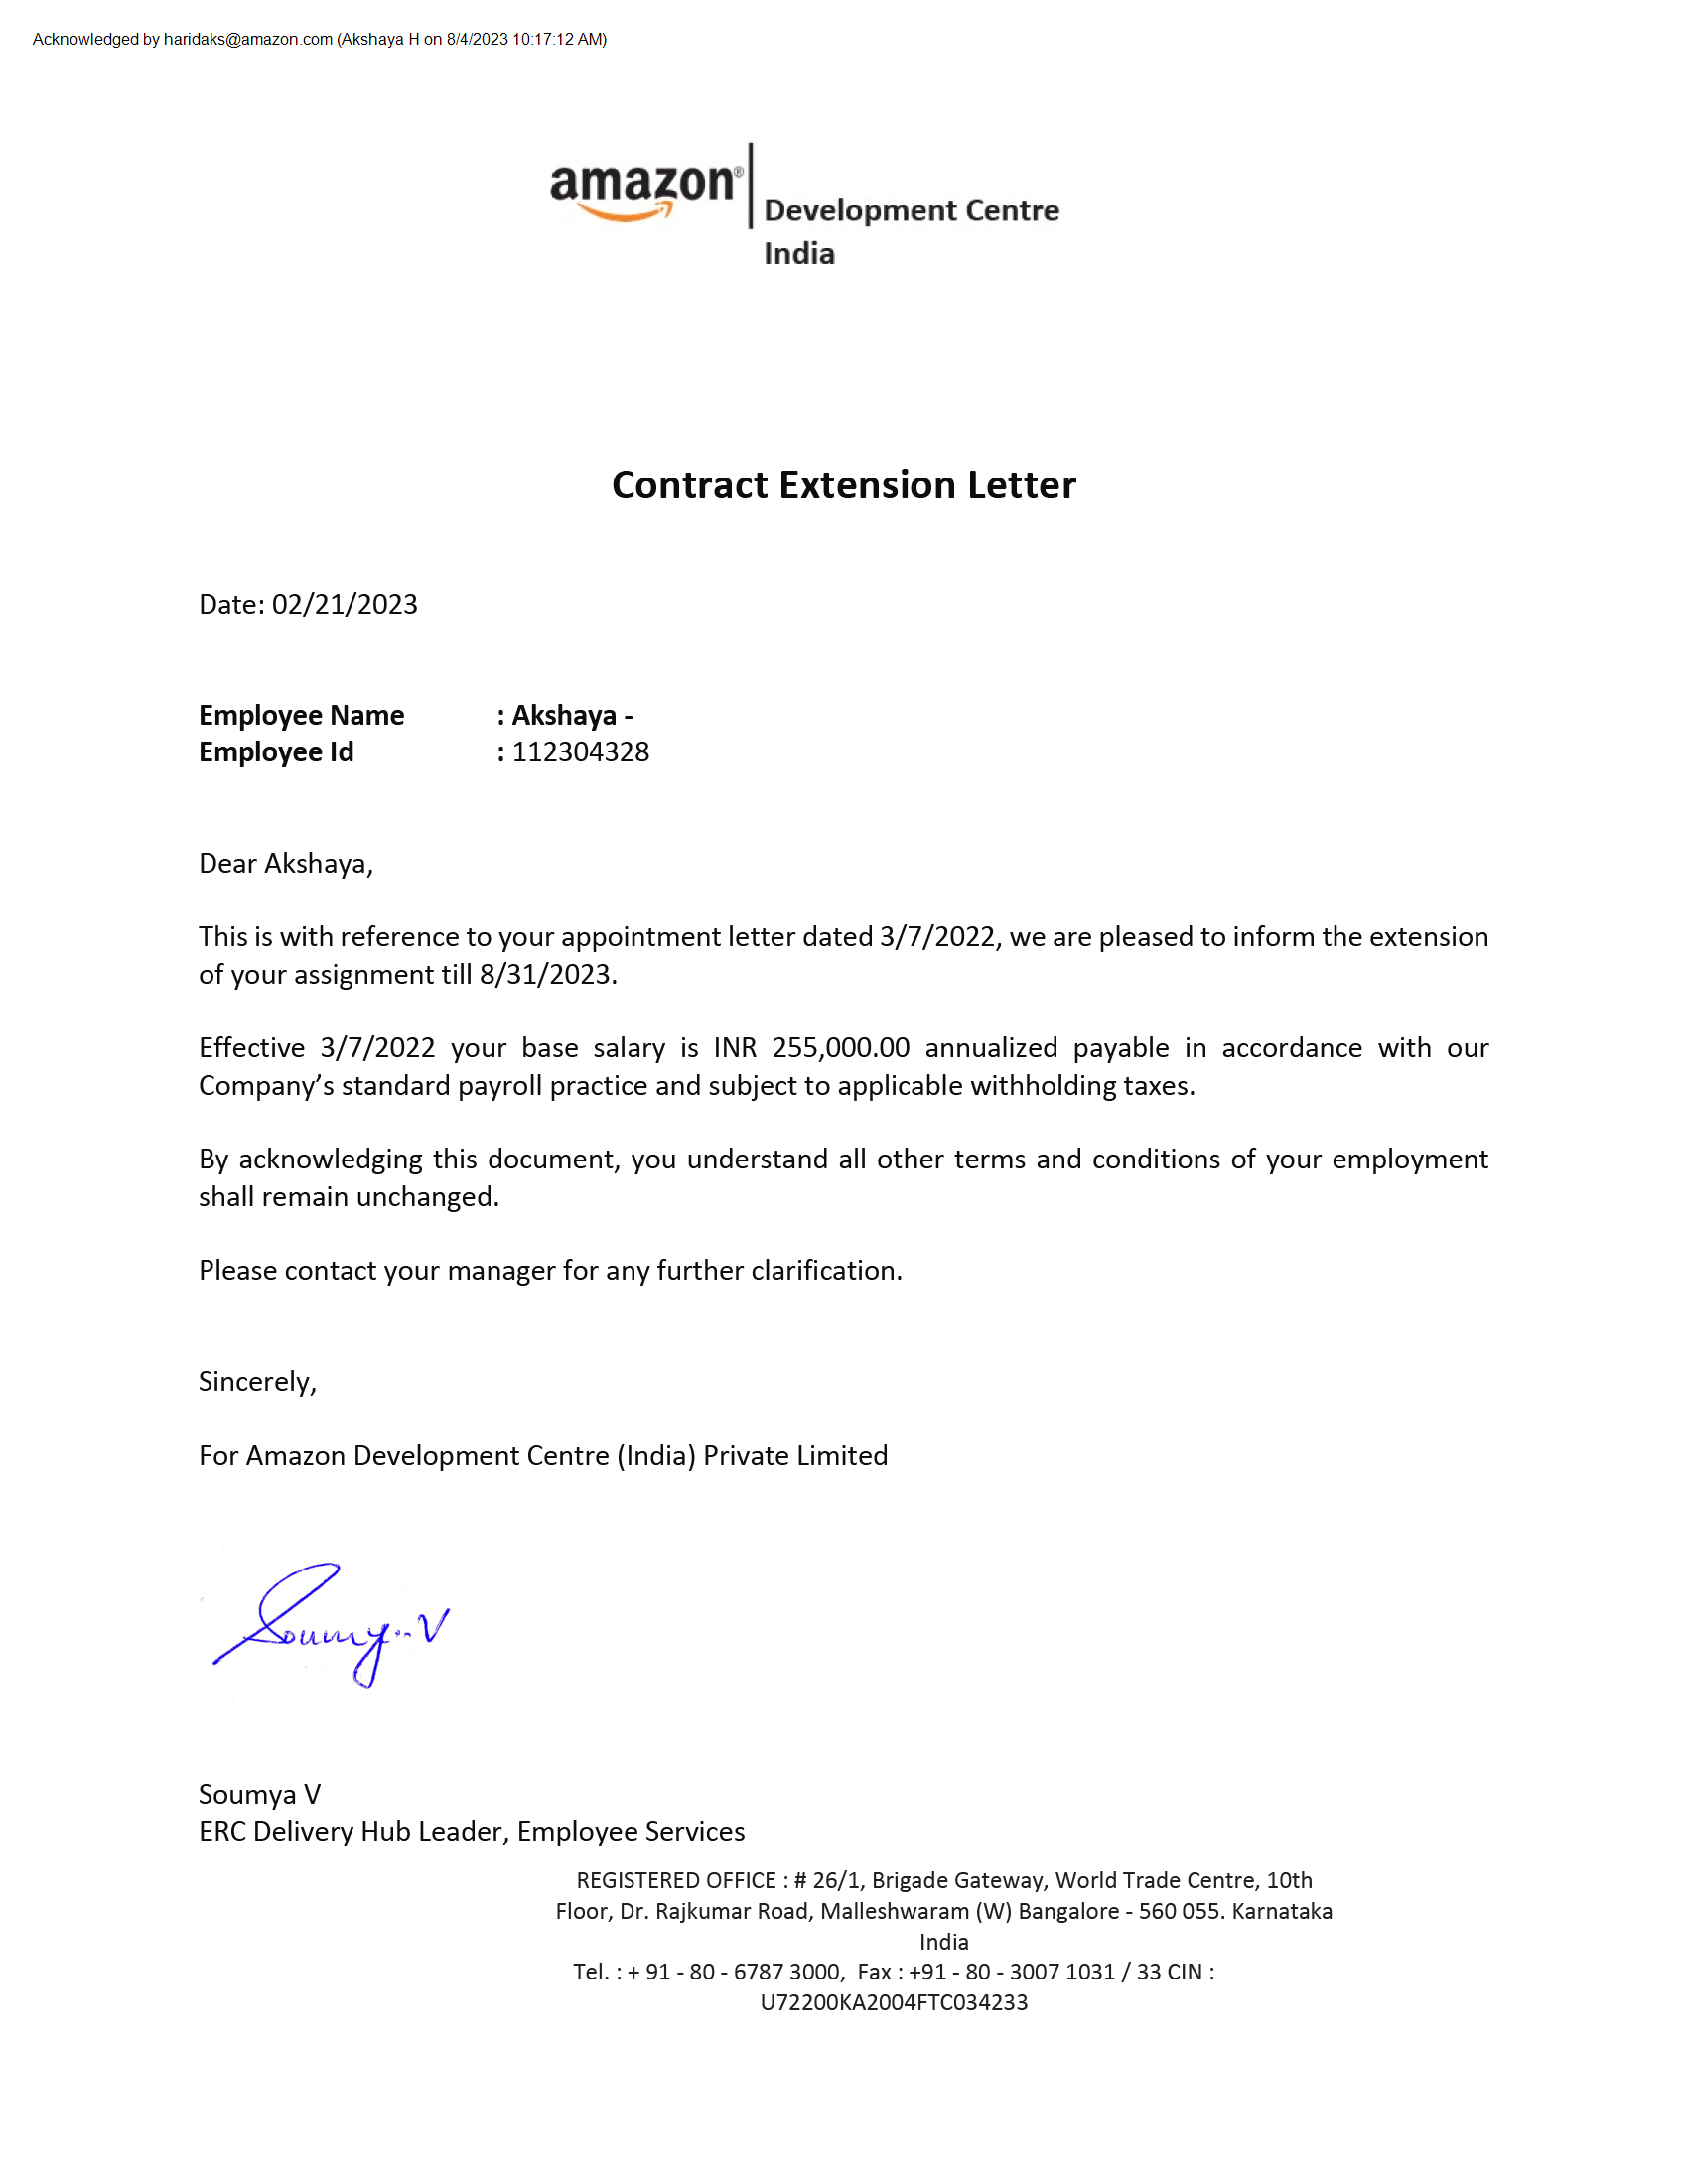 Acknowledged by haridaks@amazon.com (Akshaya H on 8/4/2023 10:17:12 AM)
amazon®
Development Centre
India
Contract Extension Letter
Date: 02/21/2023
Employee Name : Akshaya -
Employee Id : 112304328
Dear Akshaya,
This is with reference to your appointment letter dated 3/7/2022, we are pleased to inform the extension
of your assignment till 8/31/2023.
Effective 3/7/2022 your base salary is INR 255,000.00 annualized payable in accordance with our
Company’s standard payroll practice and subject to applicable withholding taxes.
By acknowledging this document, you understand all other terms and conditions of your employment
shall remain unchanged.
Please contact your manager for any further clarification.
Sincerely,
For Amazon Development Centre (India) Private Limited
Soumya V
Soumya V
ERC Delivery Hub Leader, Employee Services
REGISTERED OFFICE : # 26/1, Brigade Gateway, World Trade Centre, 10th
Floor, Dr. Rajkumar Road, Malleshwaram (W) Bangalore - 560 055. Karnataka
India
Tel. : + 91 - 80 - 6787 3000, Fax : +91 - 80 - 3007 1031 / 33 CIN :
U72200KA2004FTC034233